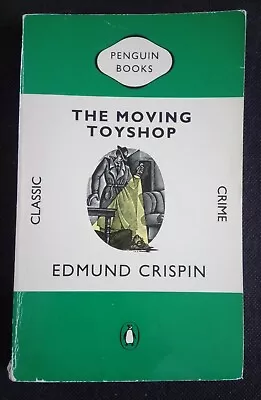 PENGUIN
BOOKS
THE MOVING
TOYSHOP
CLASSIC
CRIME
EDMUND CRISPIN